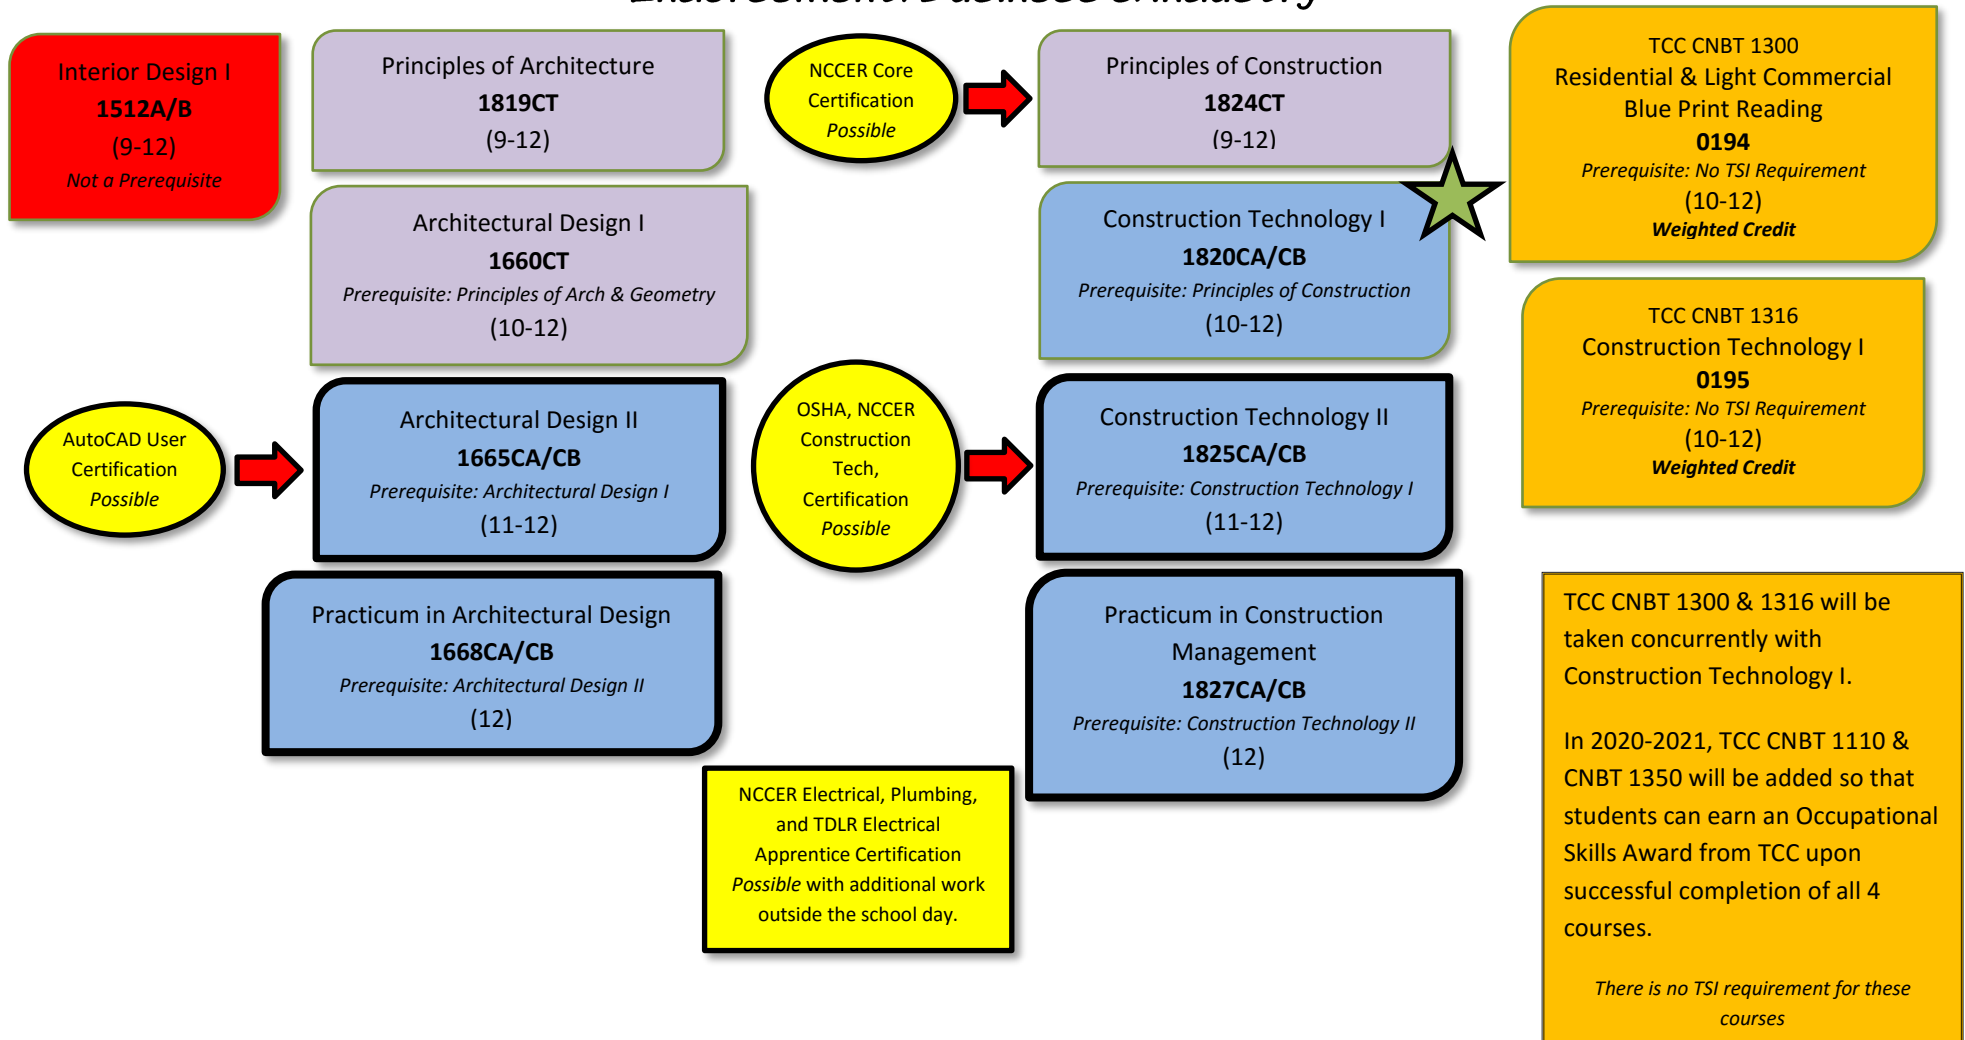 Endorsement: Business & Industry
Interior Design I
1512A/B
(9-12)
Not a Prerequisite
Principles of Architecture
1819CT
(9-12)
Architectural Design I
1660CT
Prerequisite: Principles of Arch & Geometry
(10-12)
AutoCAD User
Certification
Possible
Architectural Design II
1665CA/CB
Prerequisite: Architectural Design I
(11-12)
Practicum in Architectural Design
1668CA/CB
Prerequisite: Architectural Design II
(12)
NCCER Core
Certification
Possible
Principles of Construction
1824CT
(9-12)
Construction Technology I
1820CA/CB
Prerequisite: Principles of Construction
(10-12)
OSHA, NCCER
Construction
Tech,
Certification
Possible
Construction Technology II
1825CA/CB
Prerequisite: Construction Technology I
(11-12)
Practicum in Construction
Management
1827CA/CB
Prerequisite: Construction Technology II
(12)
NCCER Electrical, Plumbing,
and TDLR Electrical
Apprentice Certification
Possible with additional work
outside the school day.
TCC CNBT 1300
Residential & Light Commercial
Blue Print Reading
0194
Prerequisite: No TSI Requirement
(10-12)
Weighted Credit
TCC CNBT 1316
Construction Technology I
0195
Prerequisite: No TSI Requirement
(10-12)
Weighted Credit
TCC CNBT 1300 & 1316 will be
taken concurrently with
Construction Technology I.
In 2020-2021, TCC CNBT 1110 &
CNBT 1350 will be added so that
students can earn an Occupational
Skills Award from TCC upon
successful completion of all 4
courses.
There is no TSI requirement for these
courses